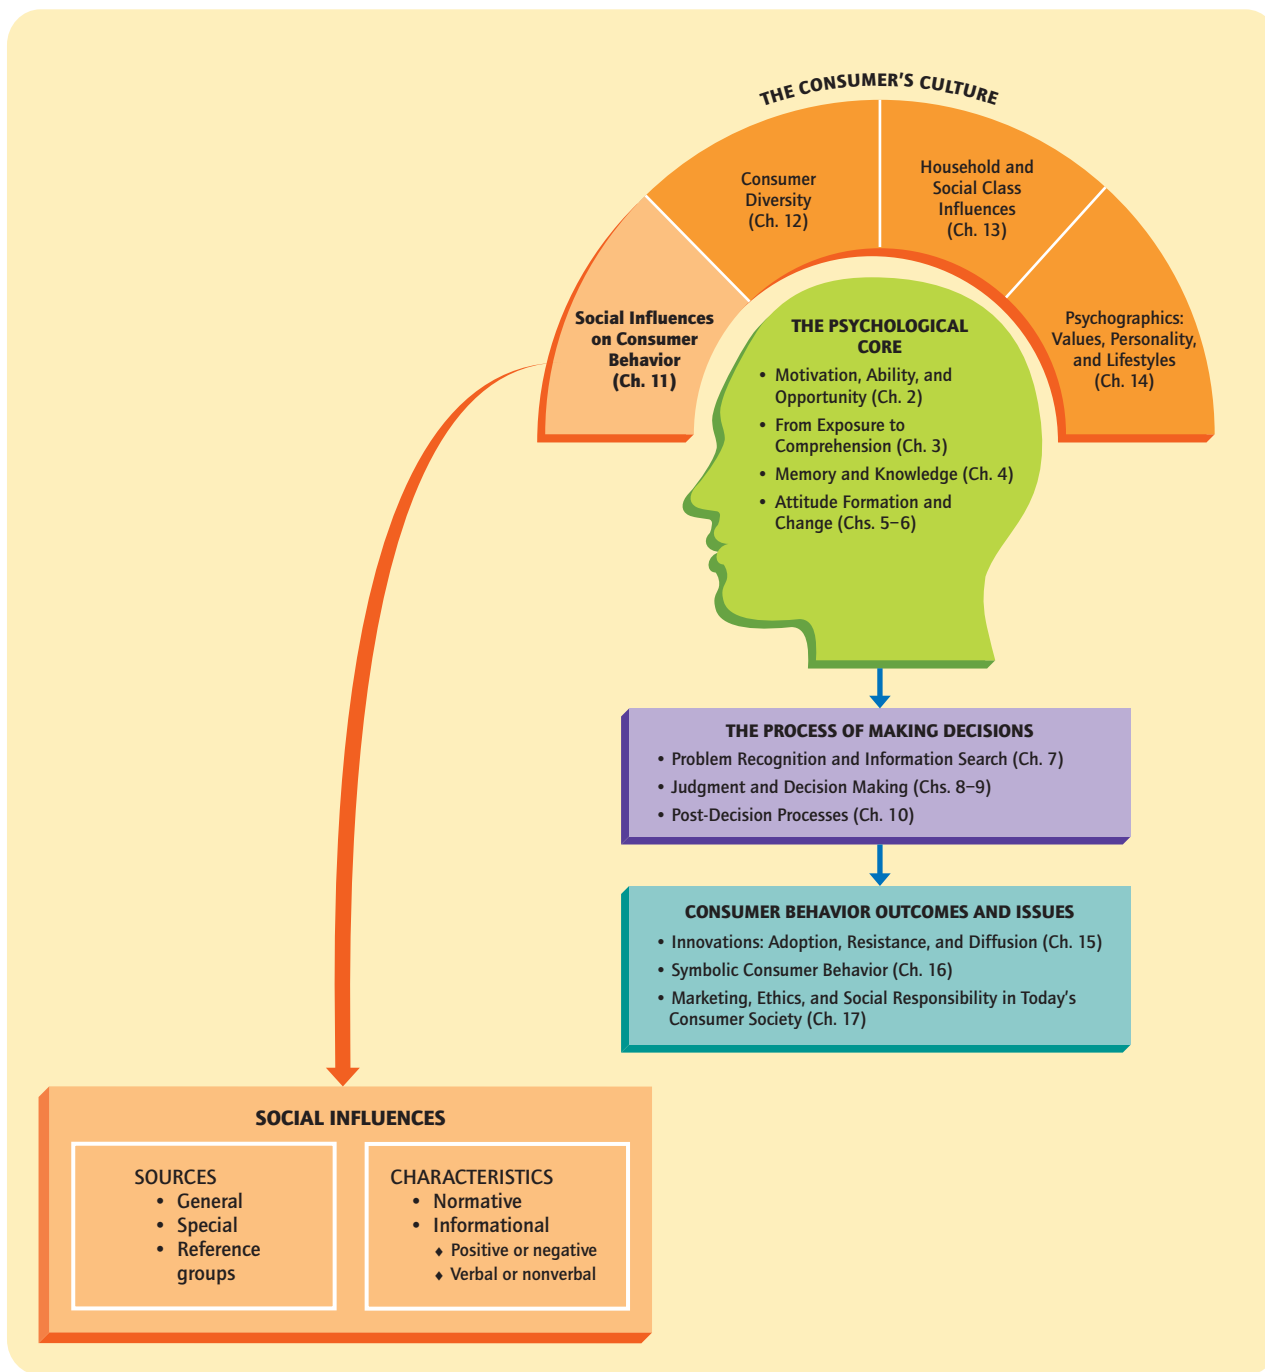 THE CONSUMER'S CULTURE
Consumer
Diversity
(Ch. 12)
Household and
Social Class
Influences
(Ch. 13)
Social Influences
on Consumer
Behavior
(Ch. 11)
Psychographics:
Values, Personality,
and Lifestyles
(Ch. 14)
THE PSYCHOLOGICAL
CORE
• Motivation, Ability, and
Opportunity (Ch. 2)
• From Exposure to
Comprehension (Ch. 3)
• Memory and Knowledge (Ch. 4)
• Attitude Formation and
Change (Chs. 5–6)
THE PROCESS OF MAKING DECISIONS
• Problem Recognition and Information Search (Ch. 7)
• Judgment and Decision Making (Chs. 8–9)
• Post-Decision Processes (Ch. 10)
CONSUMER BEHAVIOR OUTCOMES AND ISSUES
• Innovations: Adoption, Resistance, and Diffusion (Ch. 15)
• Symbolic Consumer Behavior (Ch. 16)
• Marketing, Ethics, and Social Responsibility in Today's
Consumer Society (Ch. 17)
SOCIAL INFLUENCES
SOURCES
• General
• Special
• Reference
groups
CHARACTERISTICS
• Normative
• Informational
♦ Positive or negative
♦ Verbal or nonverbal